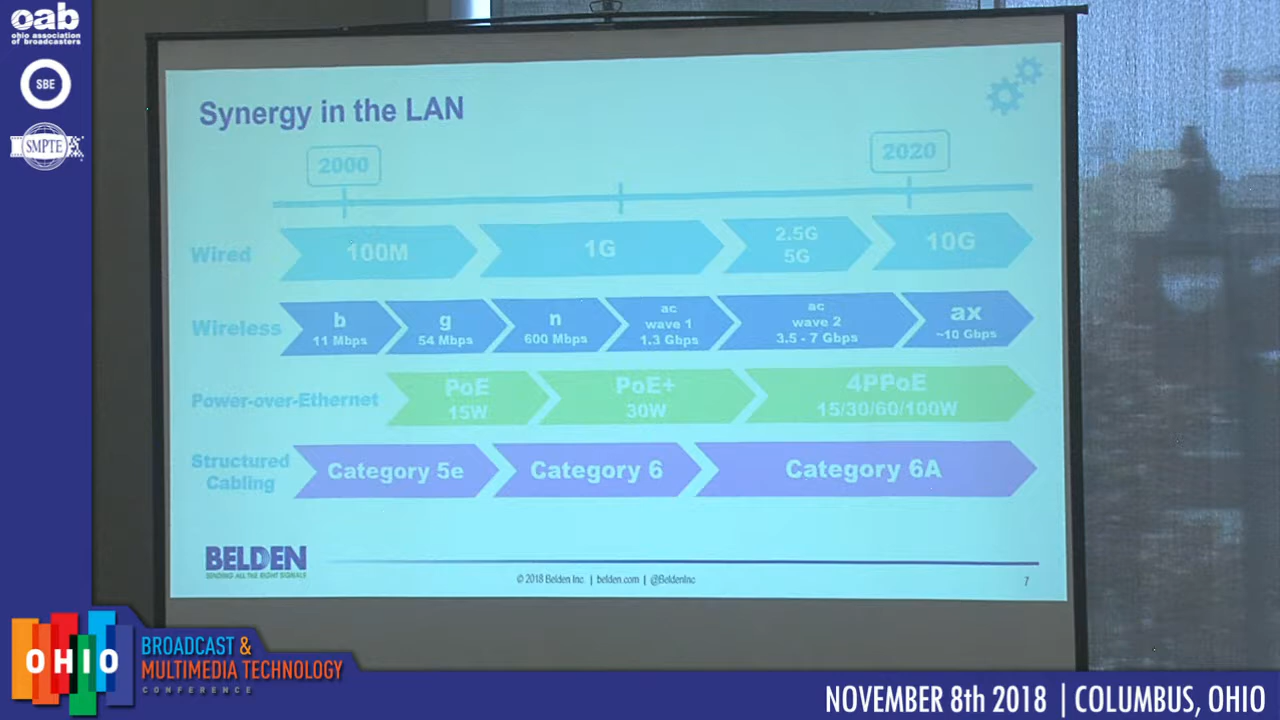 oab
ohio association
of broadcasters
SBE
SMPTE
Synergy in the LAN
2000
2020
Wired
100M
1G
2.5G
5G
10G
Wireless
b
11 Mbps
g
54 Mbps
n
600 Mbps
ac
wave 1
1.3 Gbps
ac
wave 2
3.5 - 7 Gbps
ax
~10 Gbps
Power-over-Ethernet
PoE
15W
PoE+
30W
4PPoE
15/30/60/100W
Structured
Cabling
Category 5e
Category 6
Category 6A
BELDEN
SENDING ALL THE RIGHT SIGNALS
© 2018 Belden Inc. | belden.com | @BeldenInc
7
OHIO
BROADCAST &
MULTIMEDIA TECHNOLOGY
CONFERENCE
NOVEMBER 8th 2018 | COLUMBUS, OHIO